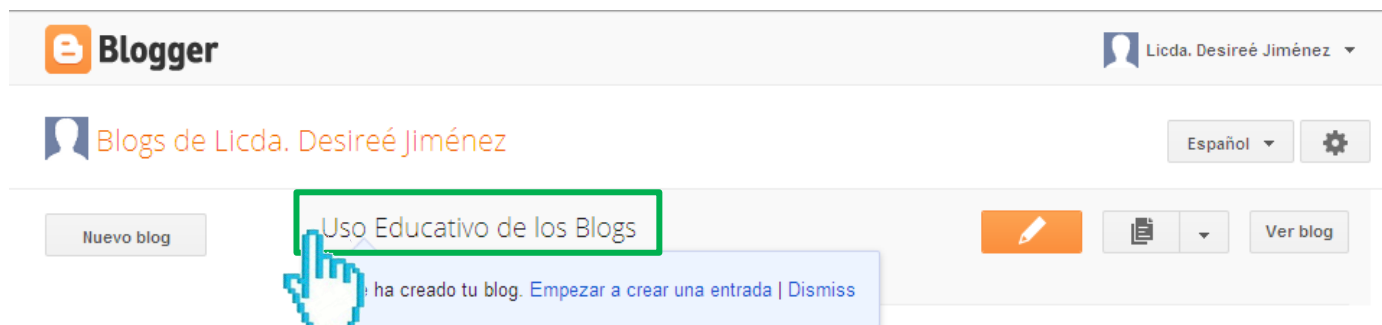 Blogger
Licda. Desireé Jiménez
Blogs de Licda. Desireé Jiménez
Español
Nuevo blog
Uso Educativo de los Blogs
Ver blog
ha creado tu blog. Empezar a crear una entrada | Dismiss